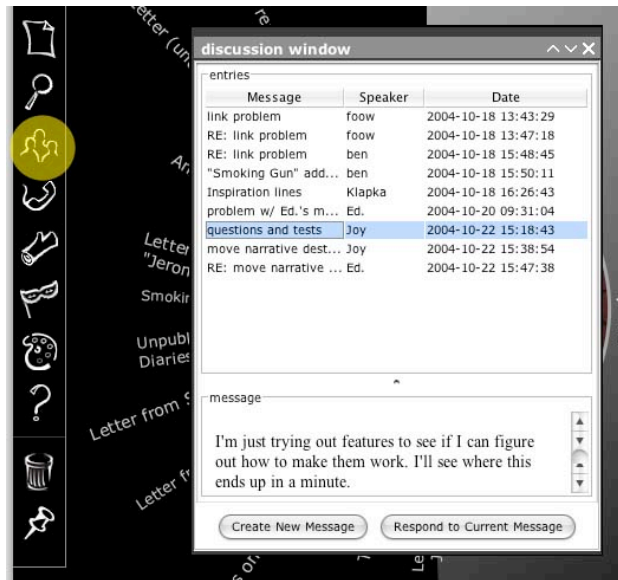 re
Letter (un
discussion window
entries
Message Speaker Date
link problem foow 2004-10-18 13:43:29
RE: link problem foow 2004-10-18 13:47:18
RE: link problem ben 2004-10-18 15:48:45
"Smoking Gun" add... ben 2004-10-18 15:50:11
Inspiration lines Klapka 2004-10-18 16:26:43
problem w/ Ed.'s m... Ed. 2004-10-20 09:31:04
questions and tests Joy 2004-10-22 15:18:43
move narrative dest... Joy 2004-10-22 15:38:54
RE: move narrative ... Ed. 2004-10-22 15:47:38
Letter
"Jeron
Smokin
Unpubl
Diaries
Letter from S
Letter fr
message
I'm just trying out features to see if I can figure
out how to make them work. I'll see where this
ends up in a minute.
Create New Message Respond to Current Message
s on
Le